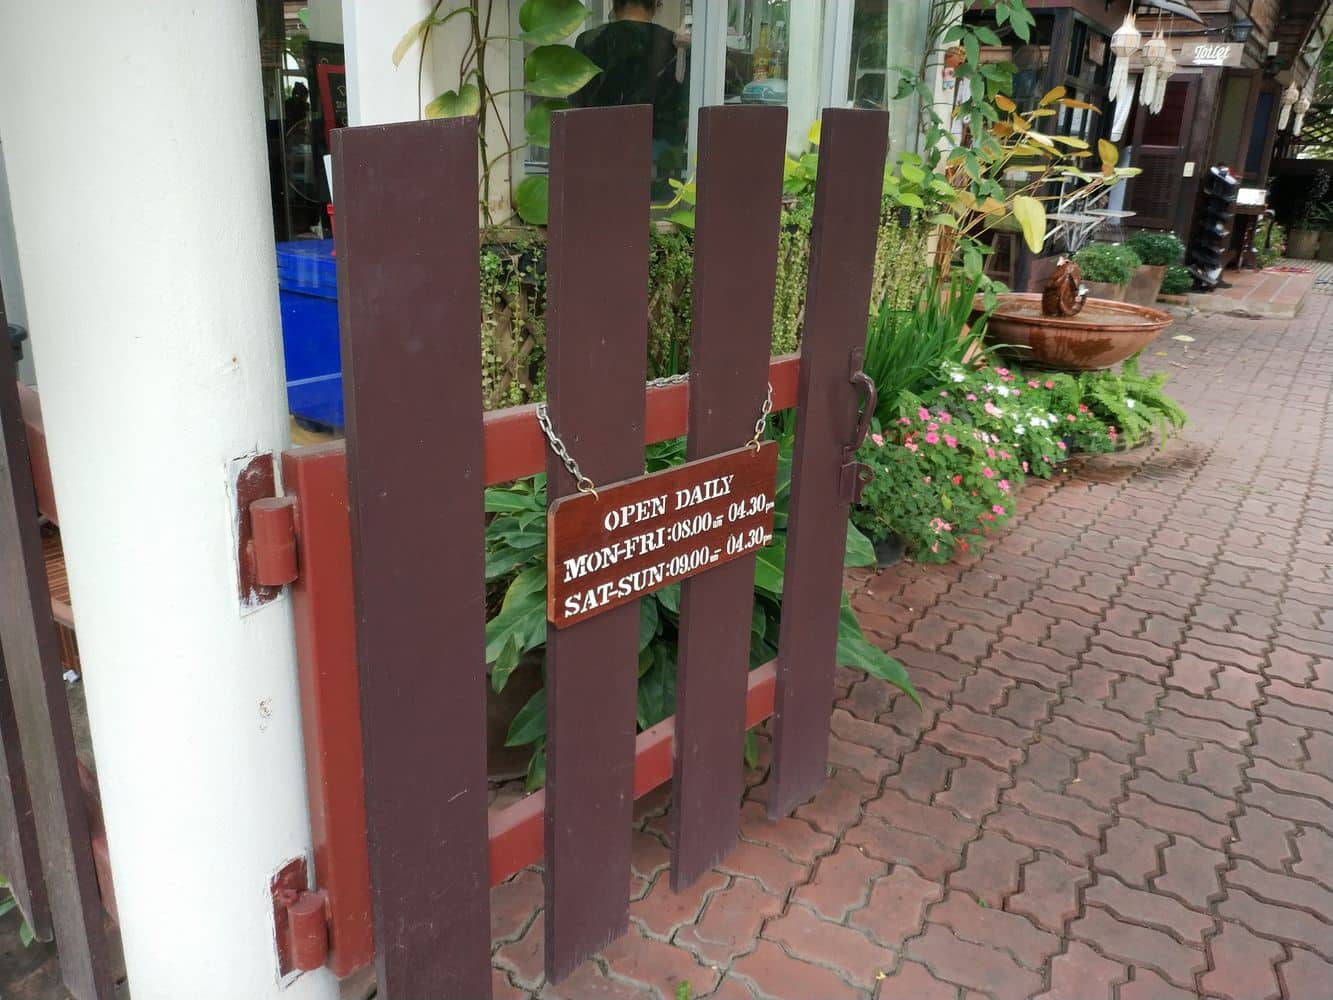 Toilet
OPEN DAILY
MON-FRI:08.00am- 04.30pm
SAT-SUN:09.00am- 04.30pm